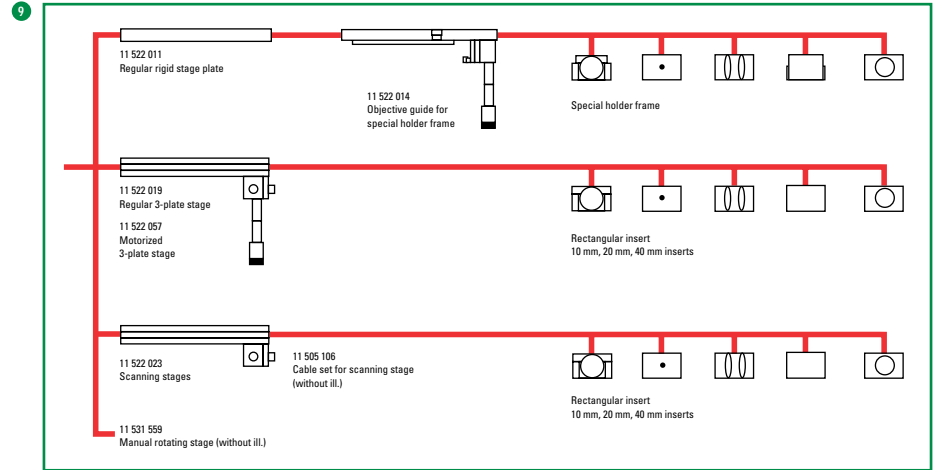 9
11 522 011
Regular rigid stage plate
11 522 014
Objective guide for
special holder frame
Special holder frame
11 522 019
Regular 3-plate stage
11 522 057
Motorized
3-plate stage
Rectangular insert
10 mm, 20 mm, 40 mm inserts
11 522 023
Scanning stages
11 505 106
Cable set for scanning stage
(without ill.)
Rectangular insert
10 mm, 20 mm, 40 mm inserts
11 531 559
Manual rotating stage (without ill.)